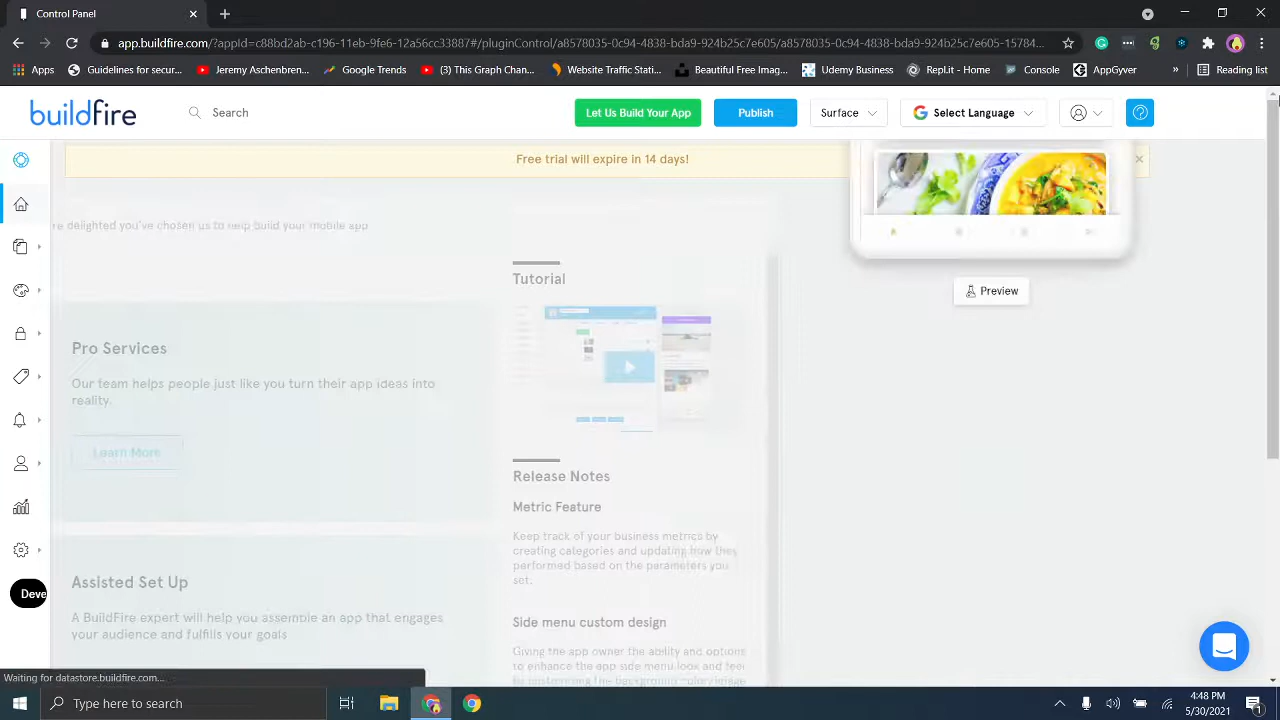 Control Panel
app.buildfire.com/?appId=c88bd2ab-c196-11eb-9fe6-12a56cc33887#/pluginControl/a8578035-0c94-4838-bda9-924b25c7e605/a8578035-0c94-4838-bda9-924b25c7e605-15784...
Apps
Guidelines for secur...
Jeremy Aschenbren...
Google Trends
(3) This Graph Chan...
Website Traffic Stati...
Beautiful Free Imag...
Udemy Business
Repl.it - Home
Console
AppGyver
»
Reading list
buildfire
Search
Let Us Build Your App
Publish
Surface
Select Language
Free trial will expire in 14 days!
re delighted you've chosen us to help build your mobile app
Tutorial
Preview
Pro Services
Our team helps people just like you turn their app ideas into
reality.
Learn More
Release Notes
Metric Feature
Keep track of your business metrics by
creating categories and updating how they
performed based on the parameters you
set.
Assisted Set Up
A BuildFire expert will help you assemble an app that engages
your audience and fulfills your goals
Side menu custom design
Giving the app owner the ability and options
to enhance the app side menu look and feel
by customizing the background color, image
Deve
Waiting for datastore.buildfire.com...
Type here to search
4:48 PM
5/30/2021